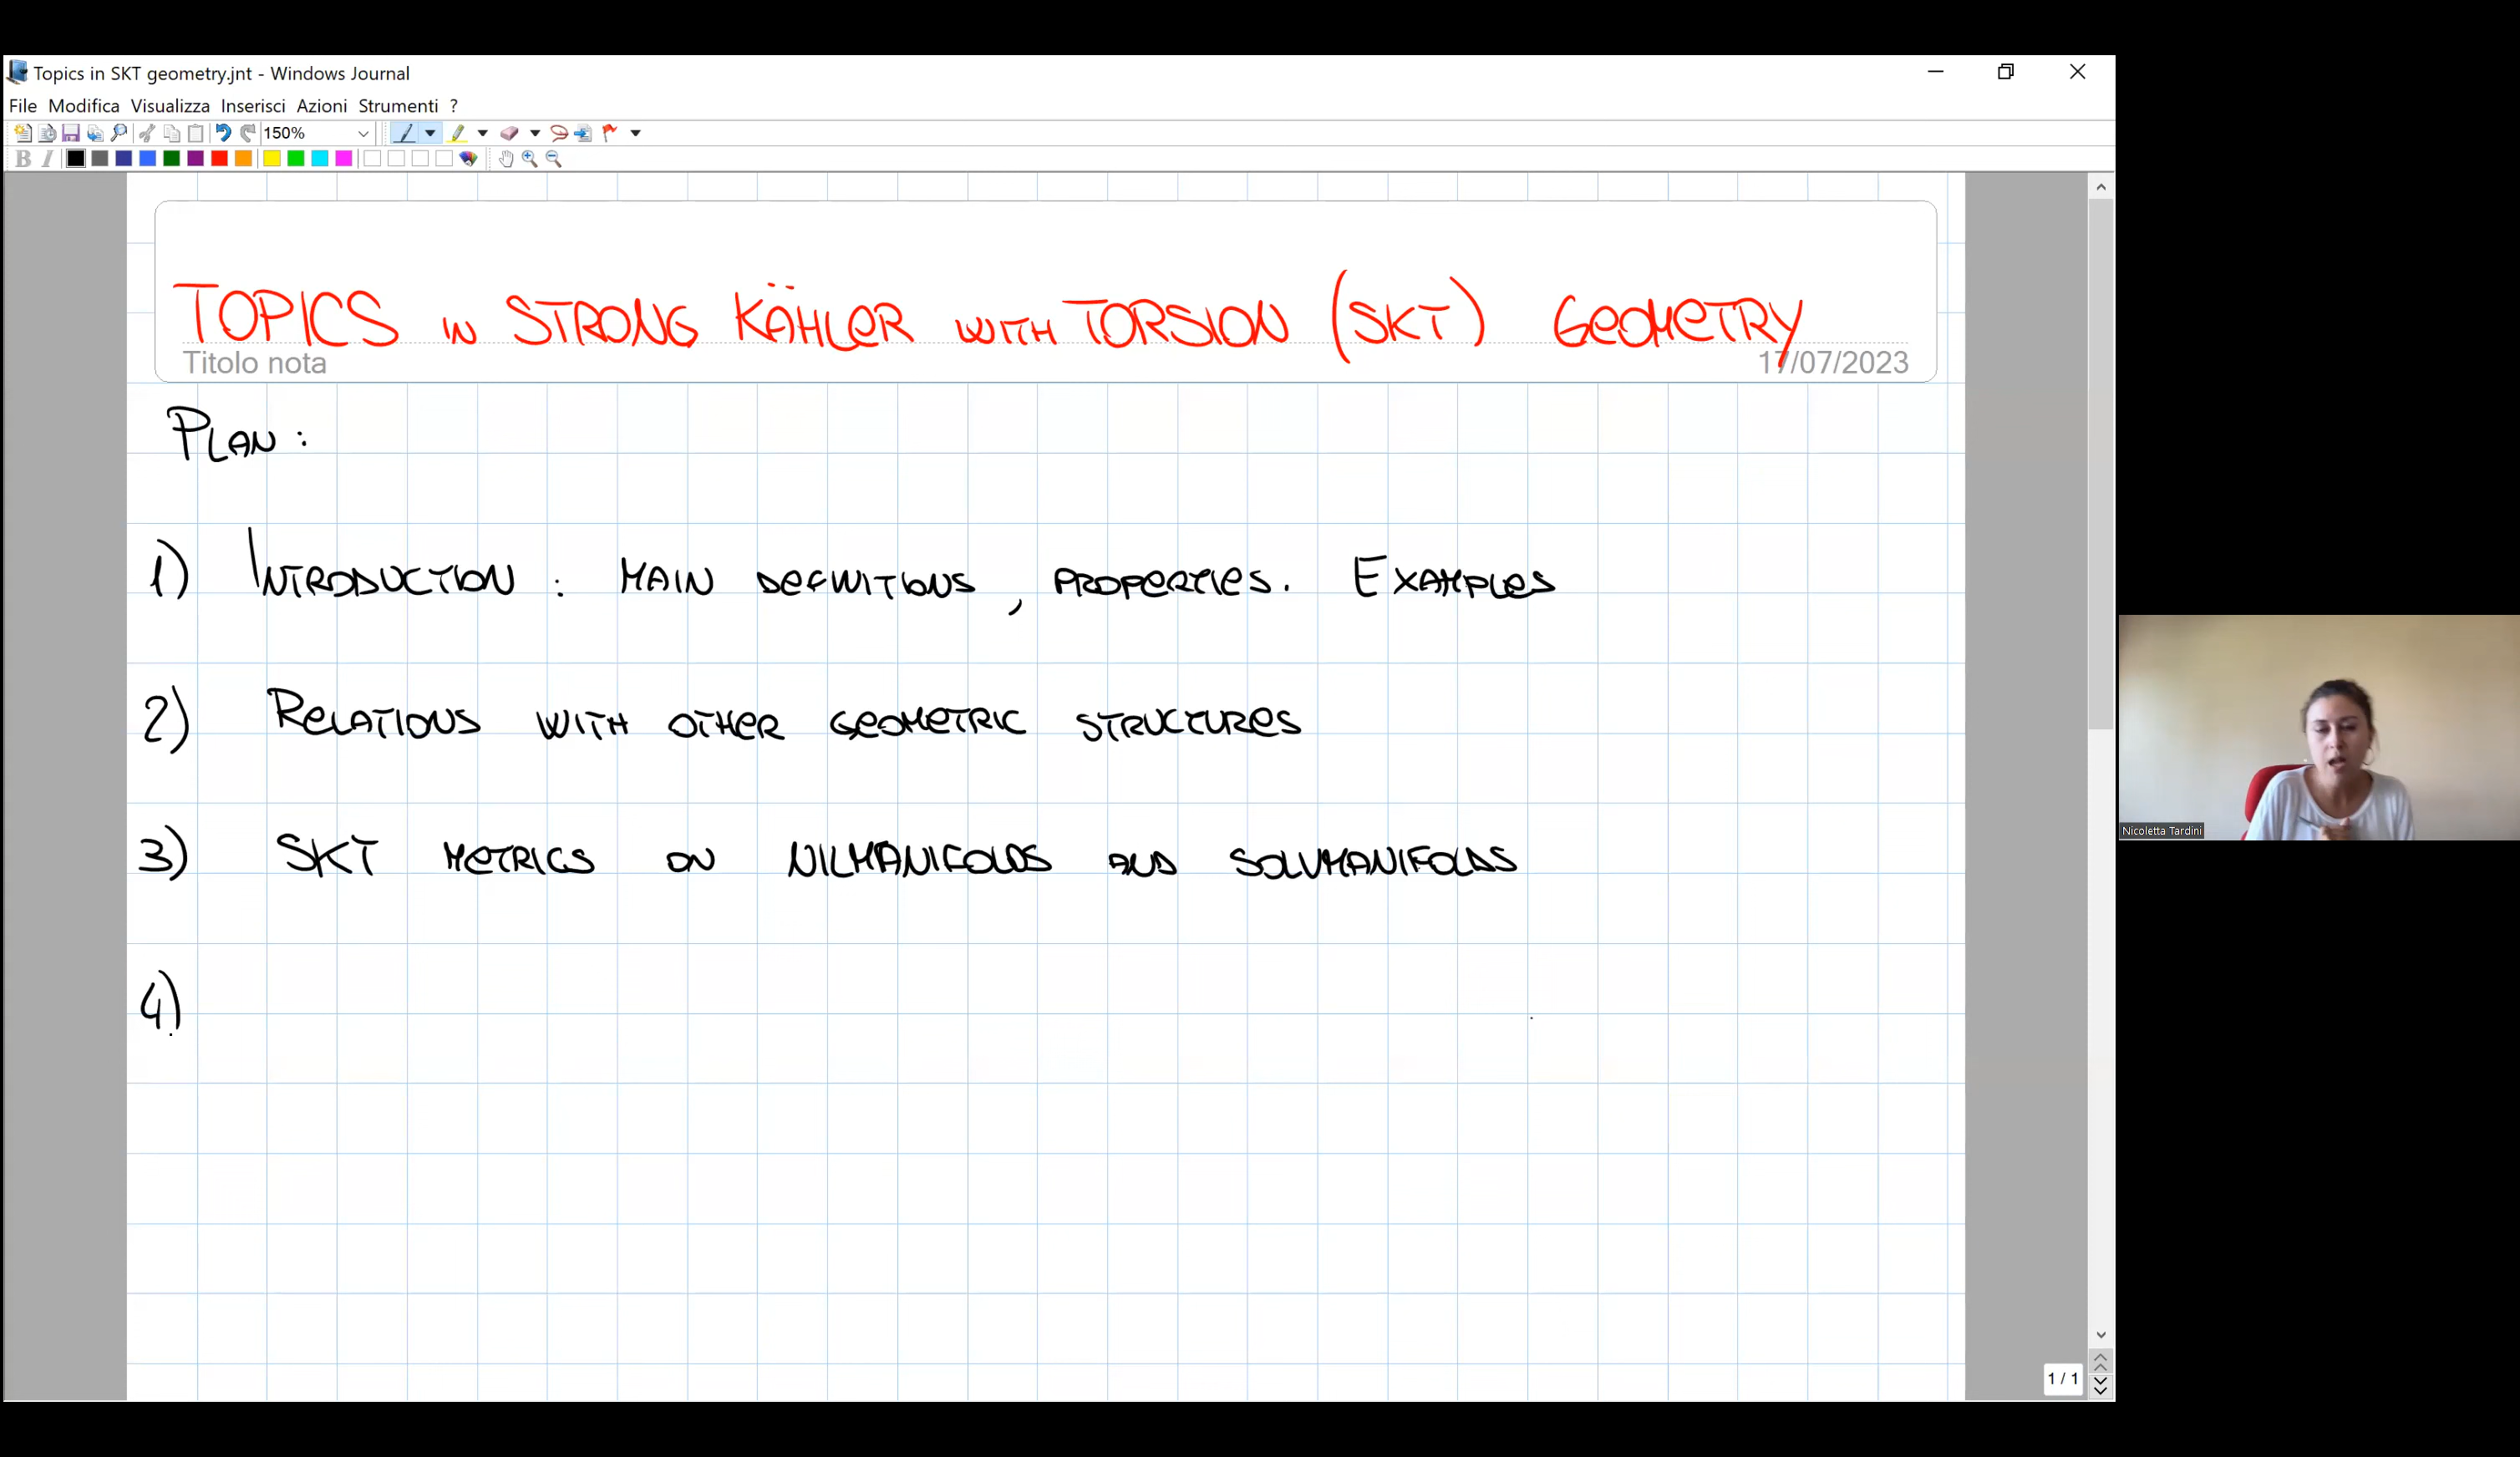 Topics in SKT geometry.jnt - Windows Journal
File Modifica Visualizza Inserisci Azioni Strumenti ?
150%
B I
TOPICS IN STRONG KÄHLER WITH TORSION (SKT) GEOMETRY
Titolo nota
17/07/2023
PLAN :
1) INTRODUCTION : MAIN DEFINITIONS , PROPERTIES. EXAMPLES
2) RELATIONS WITH OTHER GEOMETRIC STRUCTURES
3) SKT METRICS ON NILMANIFOLDS AND SOLVMANIFOLDS
4)
Nicoletta Tardini
1 / 1